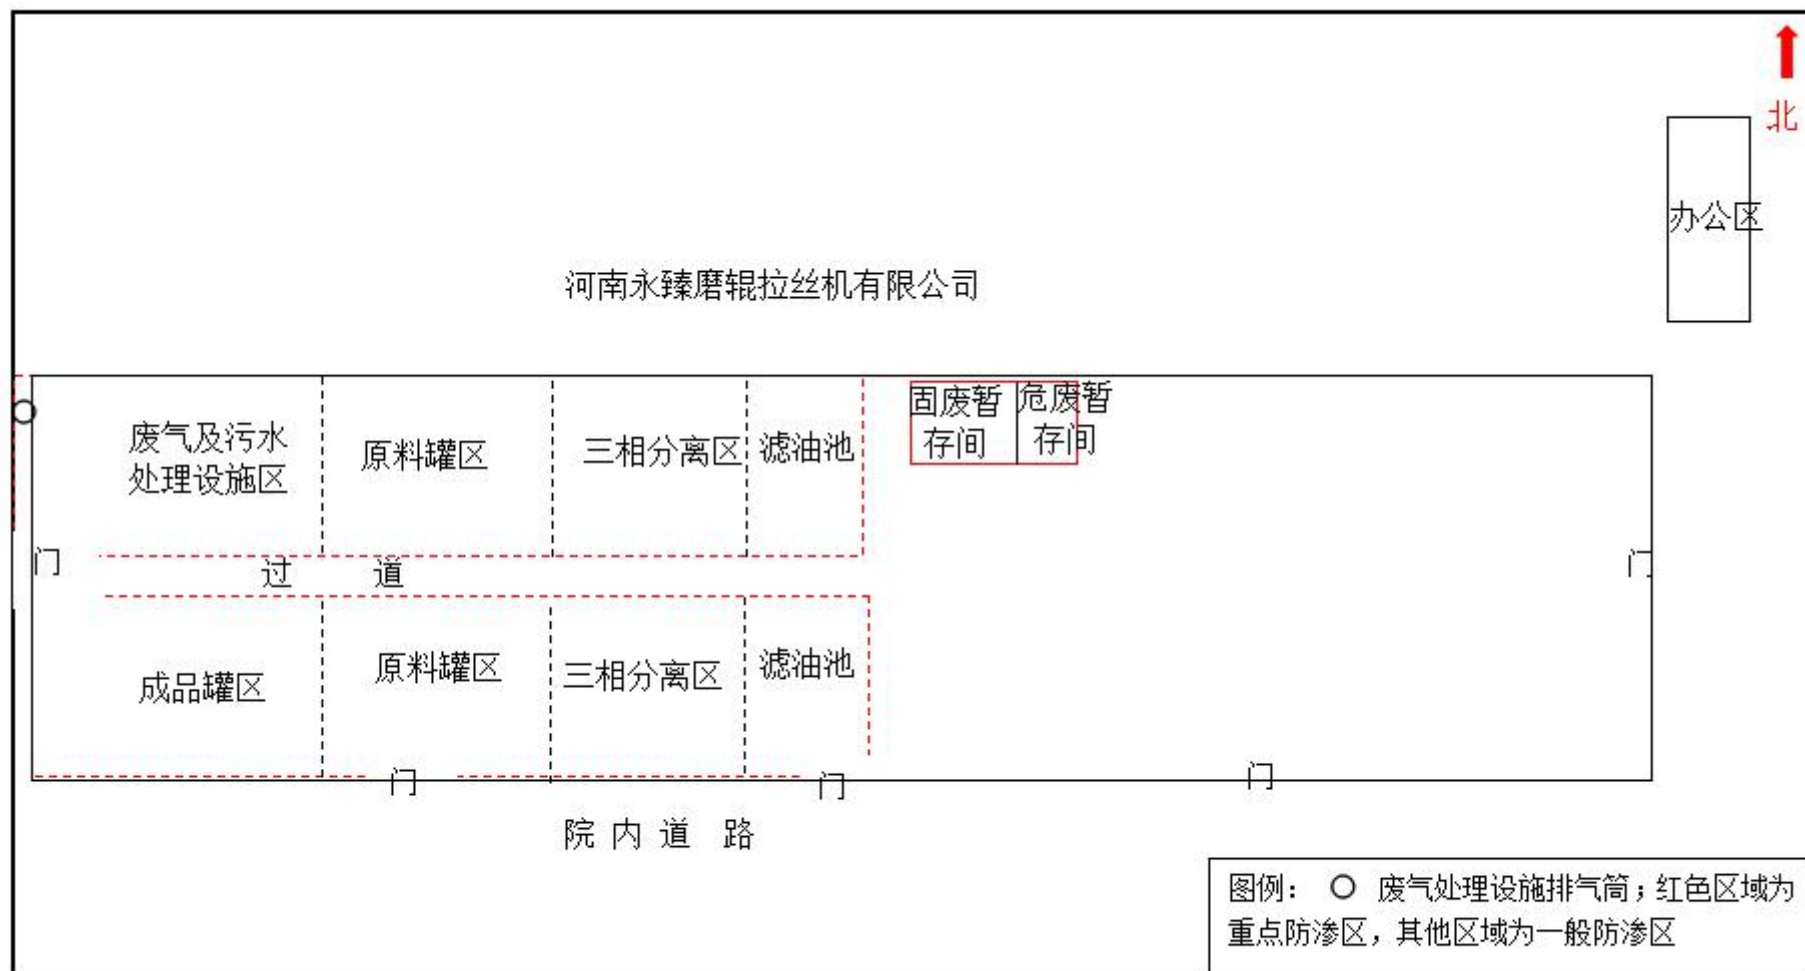 北
办公区
河南永臻磨辊拉丝机有限公司
废气及污水
处理设施区
原料罐区
三相分离区
滤油池
固废暂
存间
危废暂
存间
门
门
过 道
成品罐区
原料罐区
三相分离区
滤油池
门
门
门
院 内 道 路
图例： 废气处理设施排气筒；红色区域为
重点防渗区，其他区域为一般防渗区